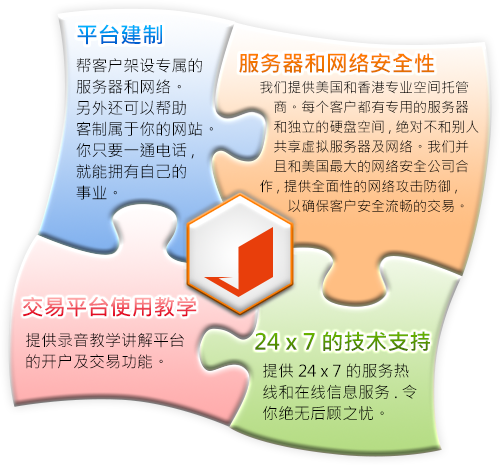 平台建制
帮客户架设专属的
服务器和网络。
另外还可以帮助
客制属于你的网站。
你只要一通电话，
就能拥有自己的
事业。
服务器和网络安全性
我们提供美国和香港专业空间托管
商。每个客户都有专用的服务器
和独立的硬盘空间，绝对不和别人
共享虚拟服务器及网络。我们并
且和美国最大的网络安全公司合
作，提供全面性的网络攻击防御，
以确保客户安全流畅的交易。
交易平台使用教学
提供录音教学讲解平台
的开户及交易功能。
24 x 7 的技术支持
提供 24 x 7 的服务热
线和在线信息服务 . 令
你绝无后顾之忧。